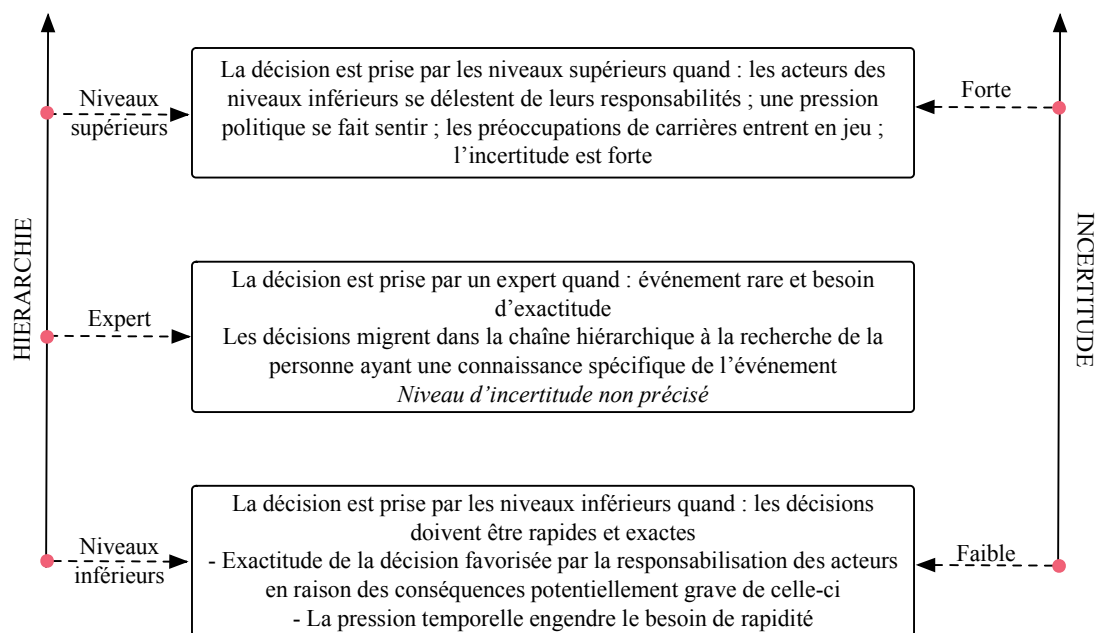 Niveaux
supérieurs
La décision est prise par les niveaux supérieurs quand : les acteurs des
niveaux inférieurs se délestent de leurs responsabilités ; une pression
politique se fait sentir ; les préoccupations de carrières entrent en jeu ;
l’incertitude est forte
Forte
HIERARCHIE
Expert
La décision est prise par un expert quand : événement rare et besoin
d’exactitude
Les décisions migrent dans la chaîne hiérarchique à la recherche de la
personne ayant une connaissance spécifique de l’événement
Niveau d’incertitude non précisé
INCERTITUDE
Niveaux
inférieurs
La décision est prise par les niveaux inférieurs quand : les décisions
doivent être rapides et exactes
- Exactitude de la décision favorisée par la responsabilisation des acteurs
en raison des conséquences potentiellement grave de celle-ci
- La pression temporelle engendre le besoin de rapidité
Faible